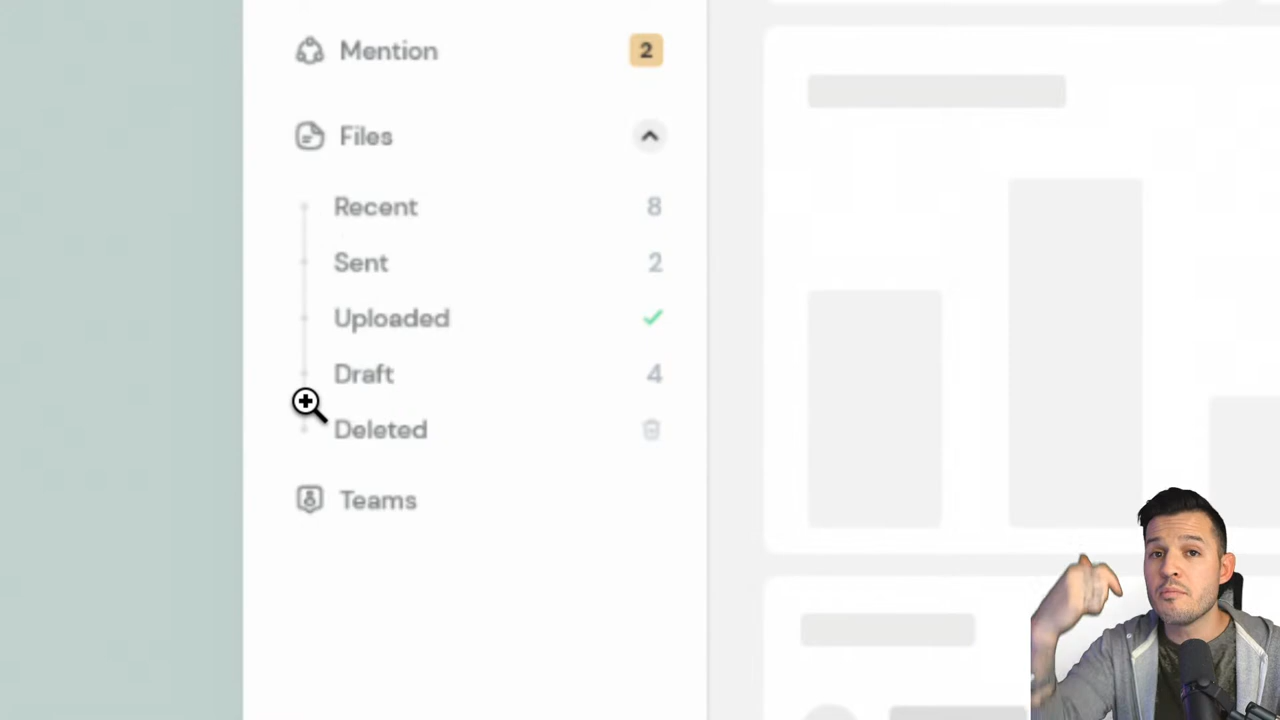 Mention 2
Files
Recent 8
Sent 2
Uploaded
Draft 4
Deleted
Teams